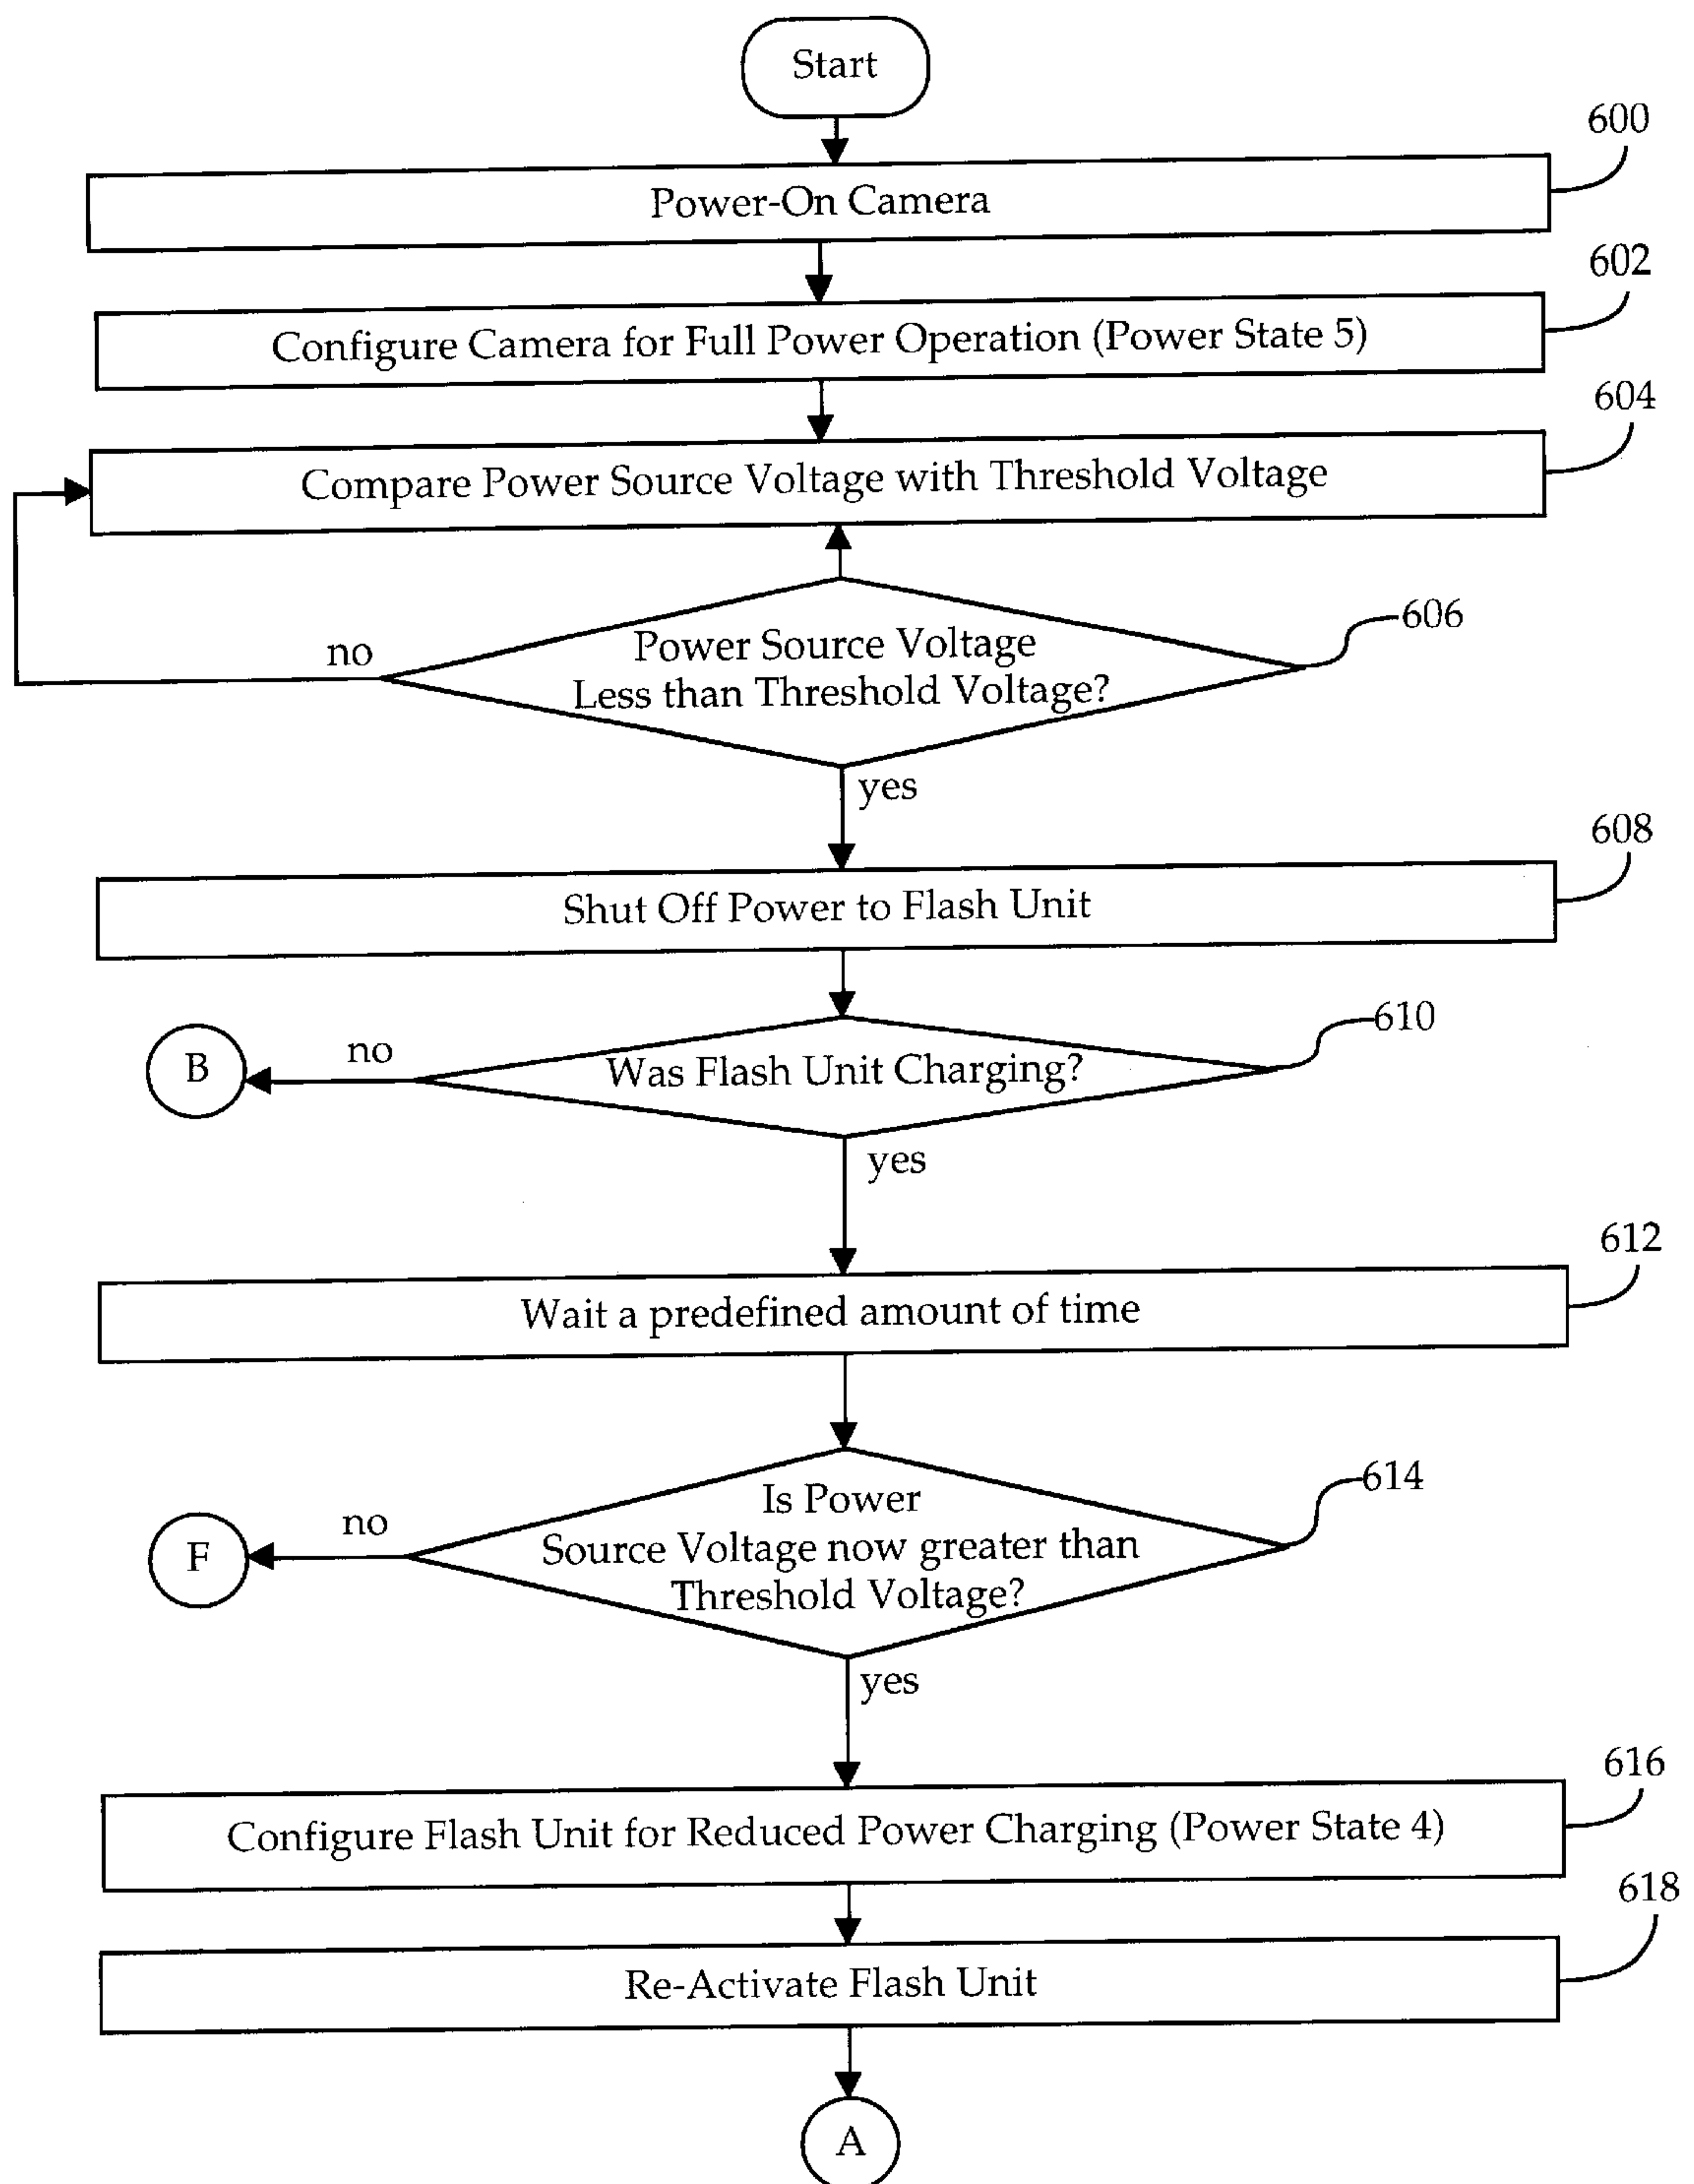 Start
600
Power-On Camera
602
Configure Camera for Full Power Operation (Power State 5)
604
Compare Power Source Voltage with Threshold Voltage
606
no
Power Source Voltage
Less than Threshold Voltage?
yes
608
Shut Off Power to Flash Unit
610
B
no
Was Flash Unit Charging?
yes
612
Wait a predefined amount of time
614
F
no
Is Power
Source Voltage now greater than
Threshold Voltage?
yes
616
Configure Flash Unit for Reduced Power Charging (Power State 4)
618
Re-Activate Flash Unit
A